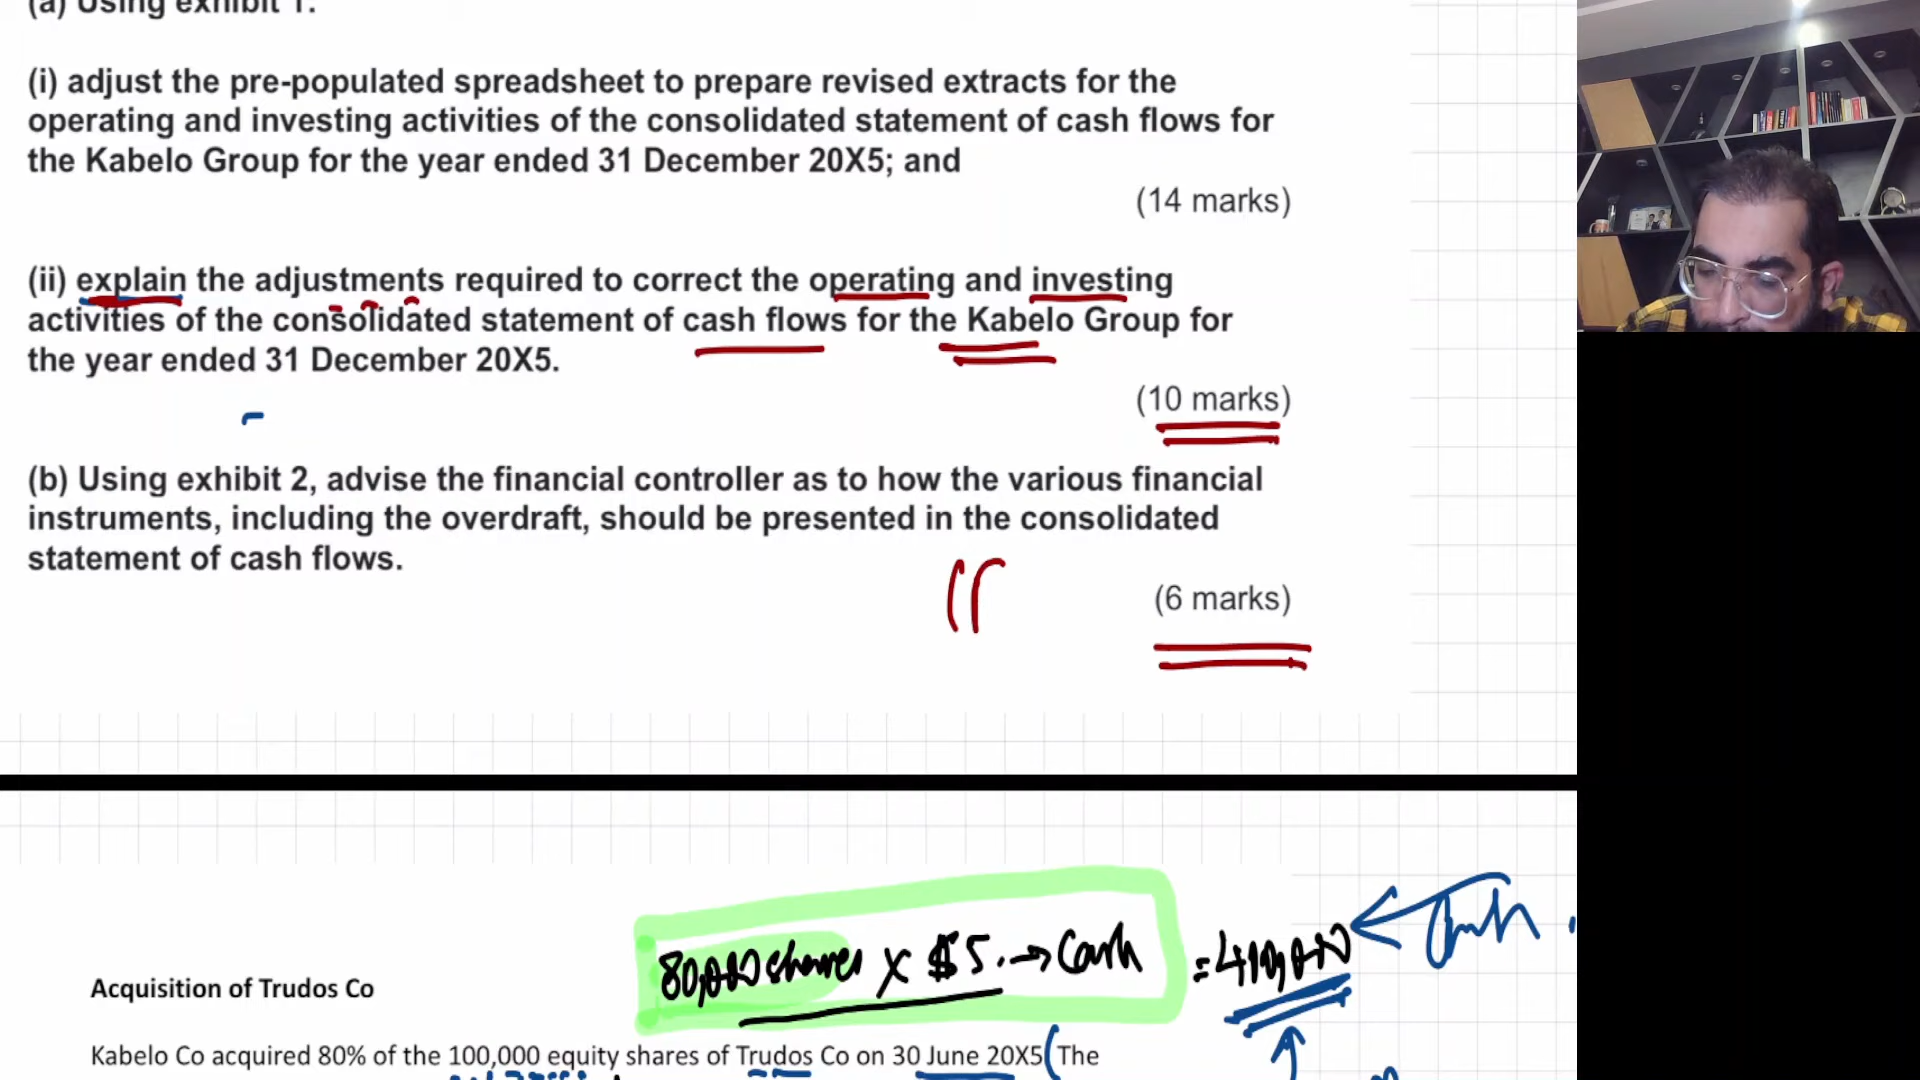 (a) Using exhibit 1:
(i) adjust the pre-populated spreadsheet to prepare revised extracts for the
operating and investing activities of the consolidated statement of cash flows for
the Kabelo Group for the year ended 31 December 20X5; and
(14 marks)
(ii) explain the adjustments required to correct the operating and investing
activities of the consolidated statement of cash flows for the Kabelo Group for
the year ended 31 December 20X5.
(10 marks)
(b) Using exhibit 2, advise the financial controller as to how the various financial
instruments, including the overdraft, should be presented in the consolidated
statement of cash flows.
(6 marks)
80,000 shares x $5. → Cash = 400,000
Acquisition of Trudos Co
Kabelo Co acquired 80% of the 100,000 equity shares of Trudos Co on 30 June 20X5 (The